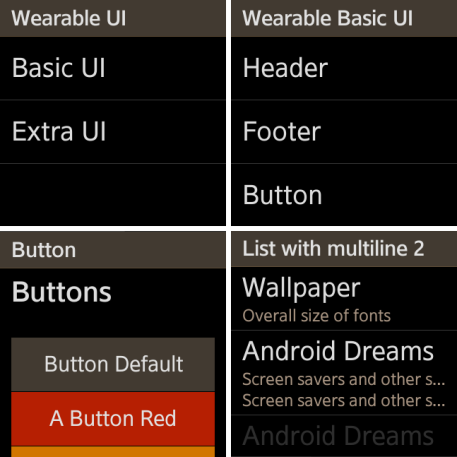 Wearable UI
Basic UI
Extra UI
Wearable Basic UI
Header
Footer
Button
Button
Buttons
Button Default
A Button Red
List with multiline 2
Wallpaper
Overall size of fonts
Android Dreams
Screen savers and other s...
Screen savers and other s...
Android Dreams